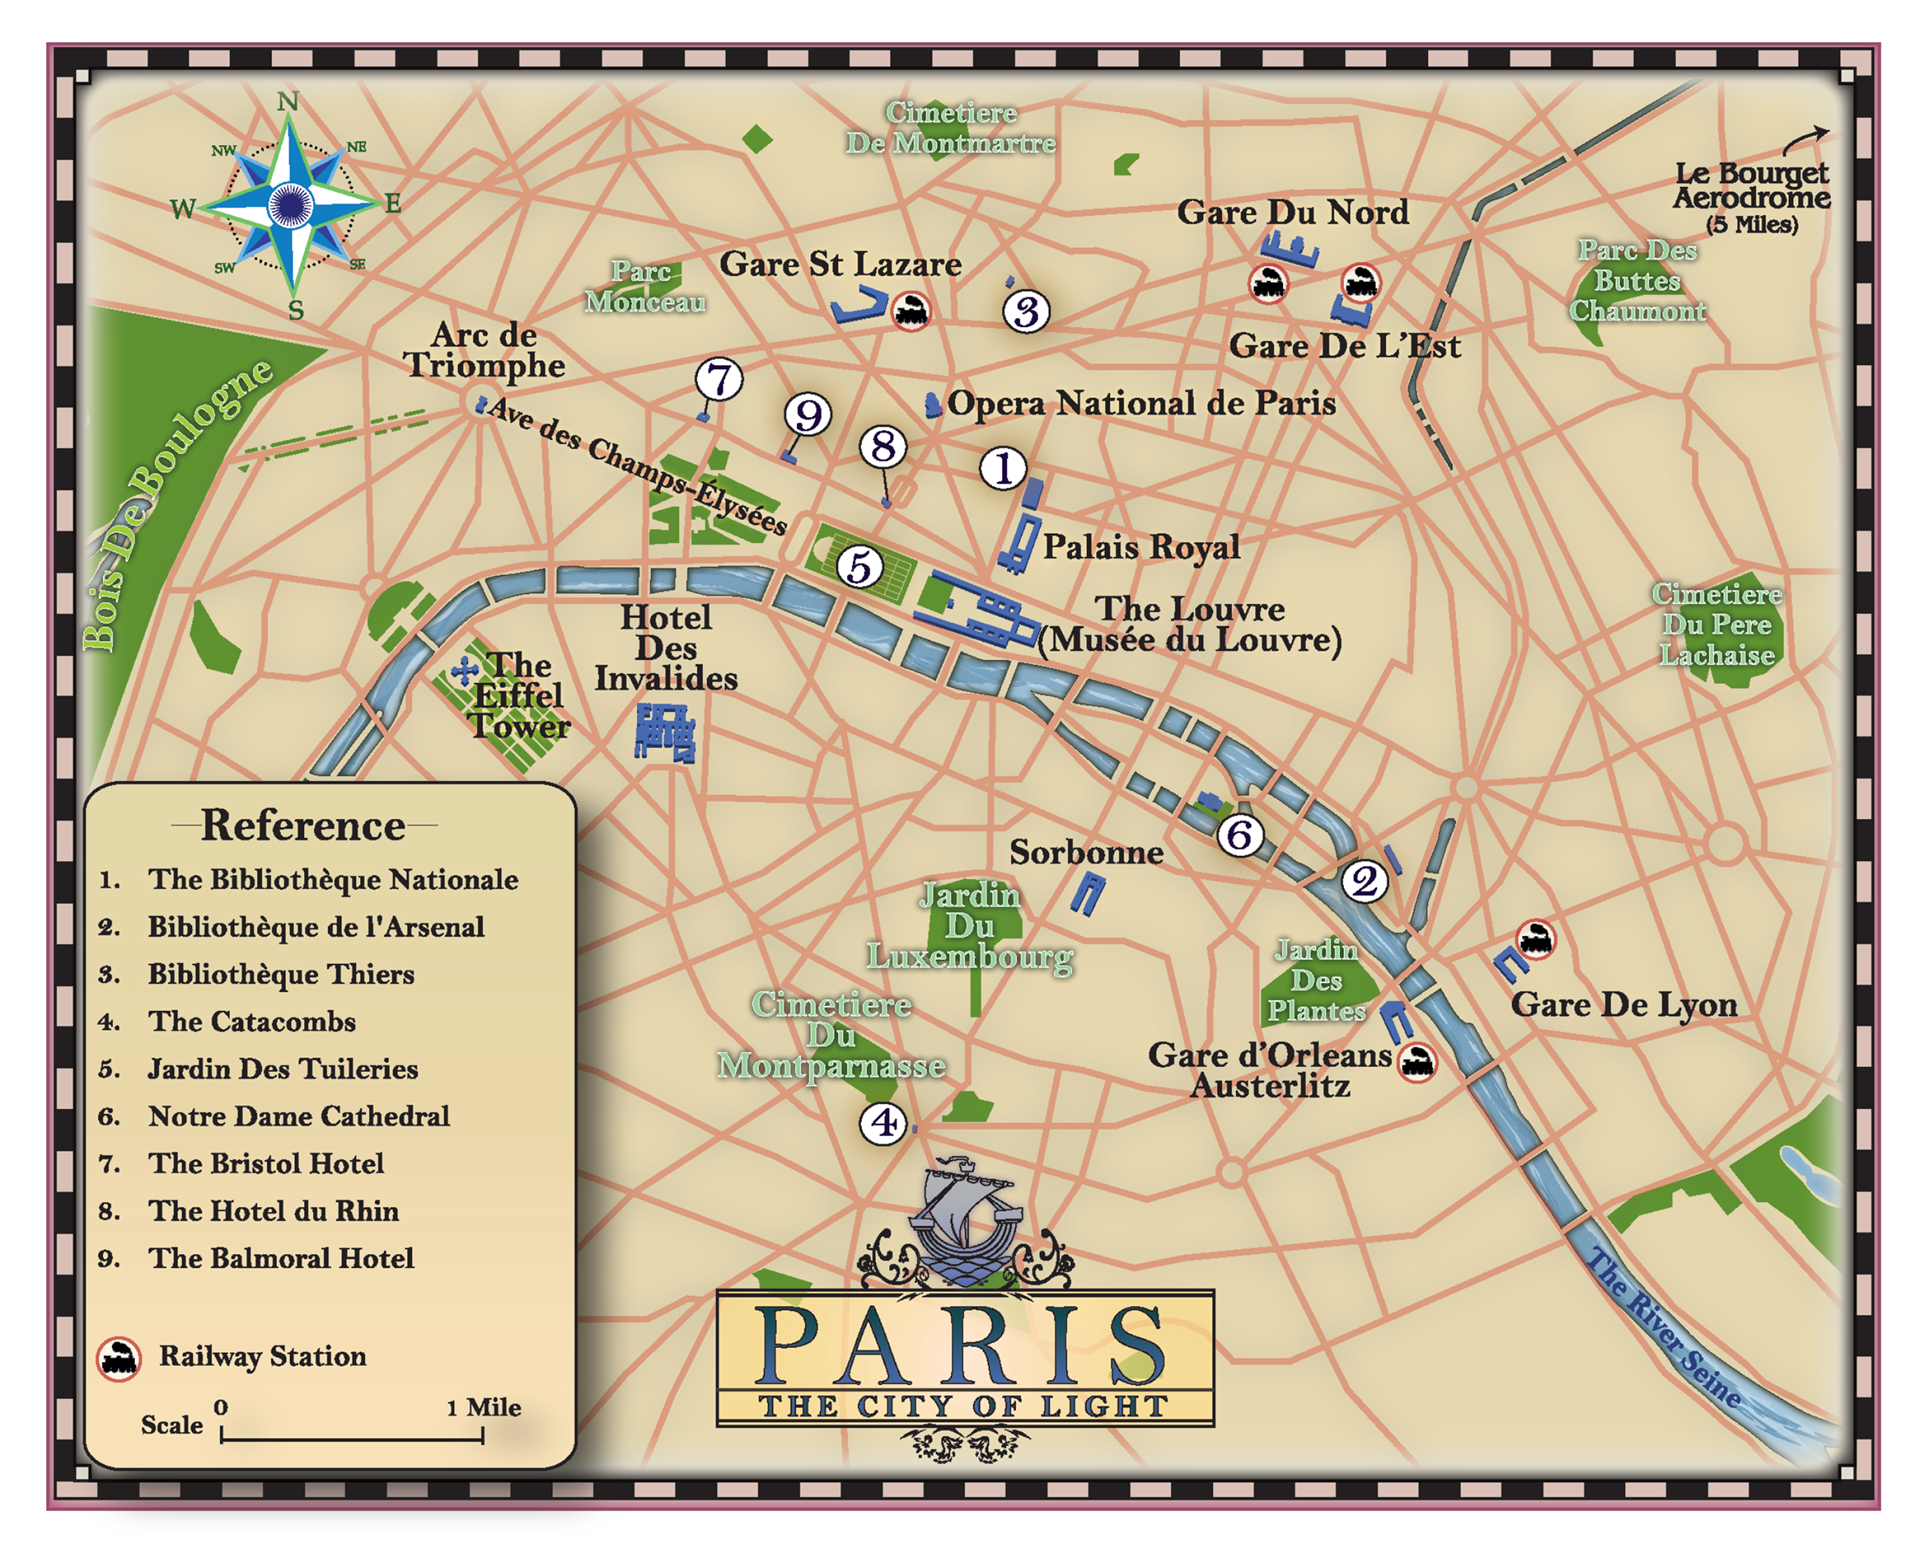 N
NW
NE
W
E
SW
SE
S
Cimetiere
De Montmartre
Le Bourget
Aerodrome
(5 Miles)
Gare Du Nord
Parc Des
Buttes
Chaumont
Gare St Lazare
Parc
Monceau
3
Arc de
Triomphe
Gare De L'Est
7
9
8
Opera National de Paris
Ave des Champs-Élysées
Bois De Boulogne
1
Palais Royal
5
The Louvre
(Musée du Louvre)
Hotel
Des
Invalides
Cimetiere
Du Pere
Lachaise
The
Eiffel
Tower
6
Sorbonne
2
Jardin
Du
Luxembourg
Jardin
Des
Plantes
Gare De Lyon
Cimetiere
Du
Montparnasse
Gare d'Orleans
Austerlitz
4
The River Seine
Reference
1. The Bibliothèque Nationale
2. Bibliothèque de l'Arsenal
3. Bibliothèque Thiers
4. The Catacombs
5. Jardin Des Tuileries
6. Notre Dame Cathedral
7. The Bristol Hotel
8. The Hotel du Rhin
9. The Balmoral Hotel
Railway Station
Scale 0 1 Mile
PARIS
THE CITY OF LIGHT